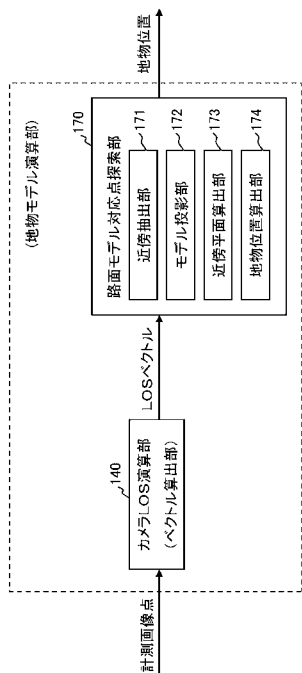 (地物モデル演算部)
計測画像点
140
カメラLOS演算部
(ベクトル算出部)
LOSベクトル
170
路面モデル対応点探索部
近傍抽出部
171
モデル投影部
172
近傍平面算出部
173
地物位置算出部
174
地物位置